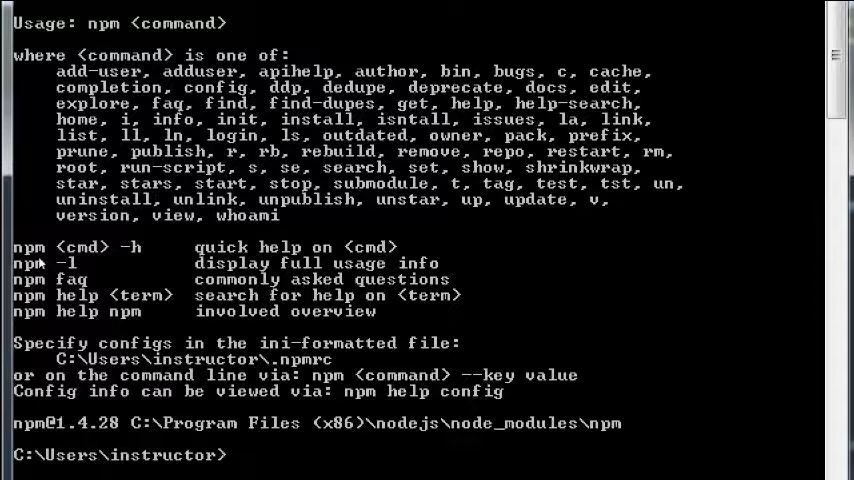 Usage: npm <command>
where <command> is one of:
add-user, adduser, apihelp, author, bin, bugs, c, cache,
completion, config, ddp, dedupe, deprecate, docs, edit,
explore, faq, find, find-dupes, get, help, help-search,
home, i, info, init, install, isntall, issues, la, link,
list, ll, ln, login, ls, outdated, owner, pack, prefix,
prune, publish, r, rb, rebuild, remove, repo, restart, rm,
root, run-script, s, se, search, set, show, shrinkwrap,
star, stars, start, stop, submodule, t, tag, test, tst, un,
uninstall, unlink, unpublish, unstar, up, update, v,
version, view, whoami
npm <cmd> -h quick help on <cmd>
npm -l display full usage info
npm faq commonly asked questions
npm help <term> search for help on <term>
npm help npm involved overview
Specify configs in the ini-formatted file:
C:\Users\instructor\.npmrc
or on the command line via: npm <command> --key value
Config info can be viewed via: npm help config
npm@1.4.28 C:\Program Files (x86)\nodejs\node_modules\npm
C:\Users\instructor>